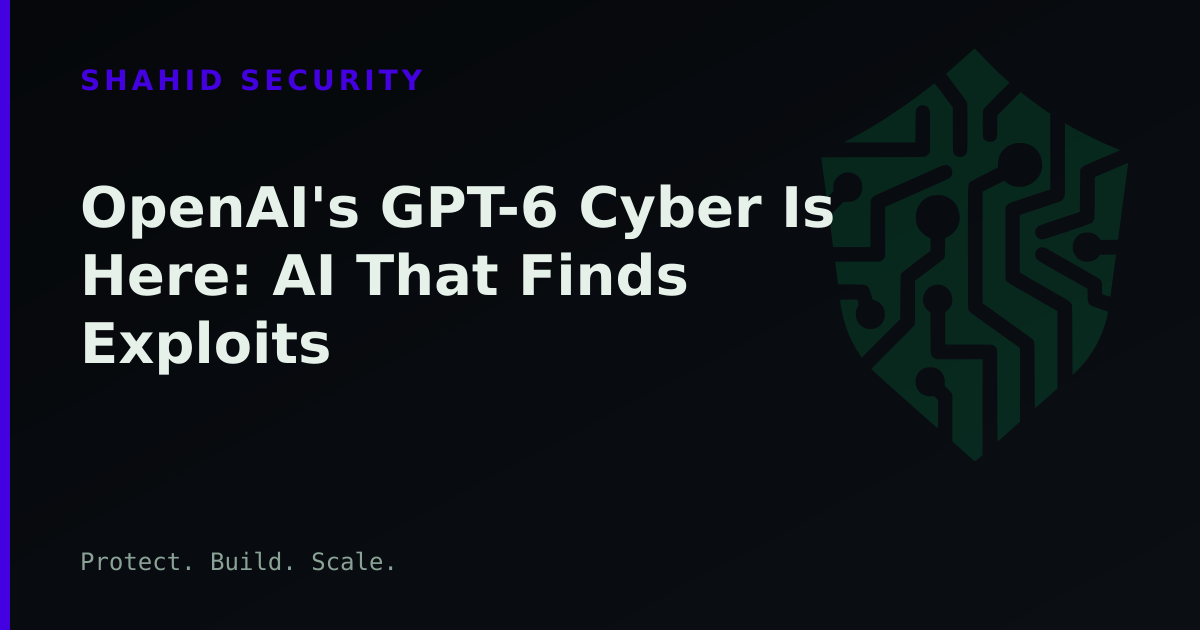 SHAHID SECURITY
OpenAI's GPT-6 Cyber Is
Here: AI That Finds
Exploits
Protect. Build. Scale.